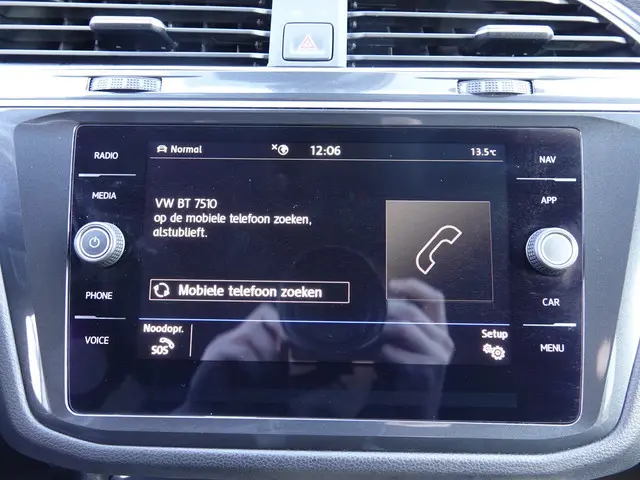 RADIO
MEDIA
PHONE
VOICE
Normal
12:06
13.5°C
VW BT 7510
op de mobiele telefoon zoeken,
alstublieft.
Mobiele telefoon zoeken
Noodopr.
SOS
Setup
NAV
APP
CAR
MENU